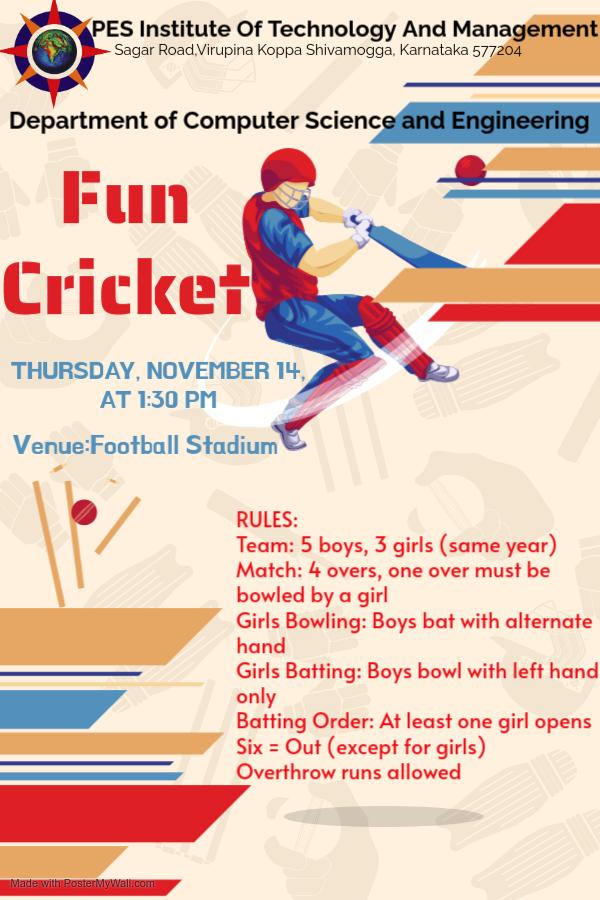 PES Institute Of Technology And Management
Sagar Road,Virupina Koppa Shivamogga, Karnataka 577204
Department of Computer Science and Engineering
Fun
Cricket
THURSDAY, NOVEMBER 14,
AT 1:30 PM
Venue:Football Stadium
RULES:
Team: 5 boys, 3 girls (same year)
Match: 4 overs, one over must be
bowled by a girl
Girls Bowling: Boys bat with alternate
hand
Girls Batting: Boys bowl with left hand
only
Batting Order: At least one girl opens
Six = Out (except for girls)
Overthrow runs allowed
Made with PosterMyWall.com